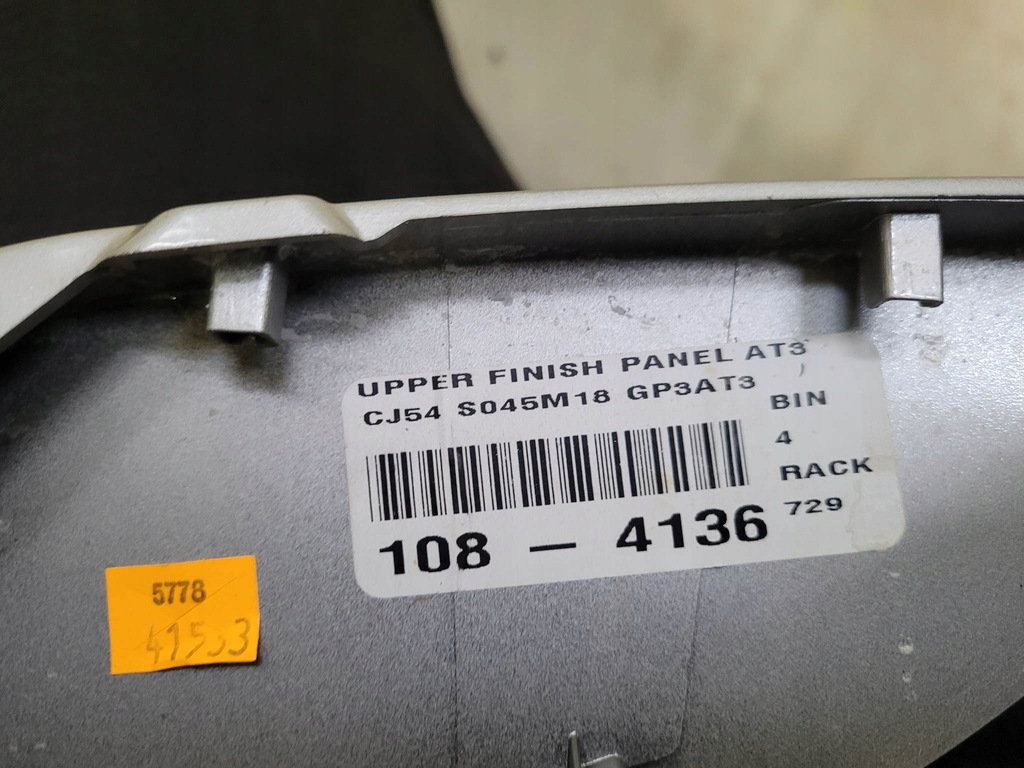 UPPER FINISH PANEL AT3
CJ54 S045M18 GP3AT3
BIN
4
RACK
729
108 — 4136
5778